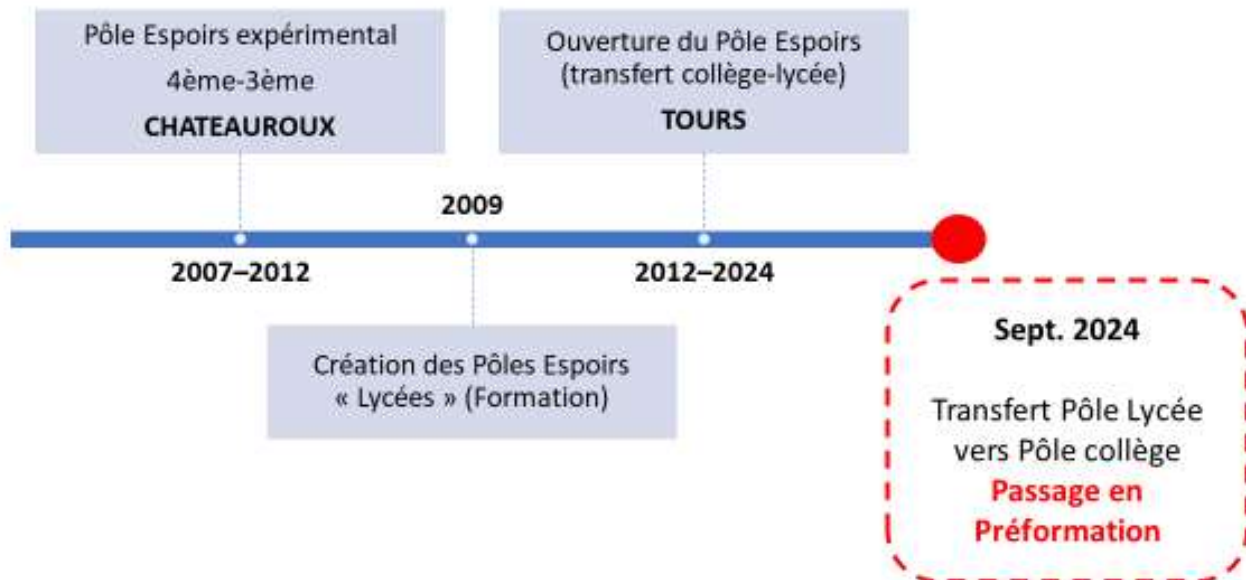 Pôle Espoirs expérimental
4ème-3ème
CHATEAUROUX
Ouverture du Pôle Espoirs
(transfert collège-lycée)
TOURS
2009
2007–2012
2012–2024
Création des Pôles Espoirs
« Lycées » (Formation)
Sept. 2024
Transfert Pôle Lycée
vers Pôle collège
Passage en
Préformation